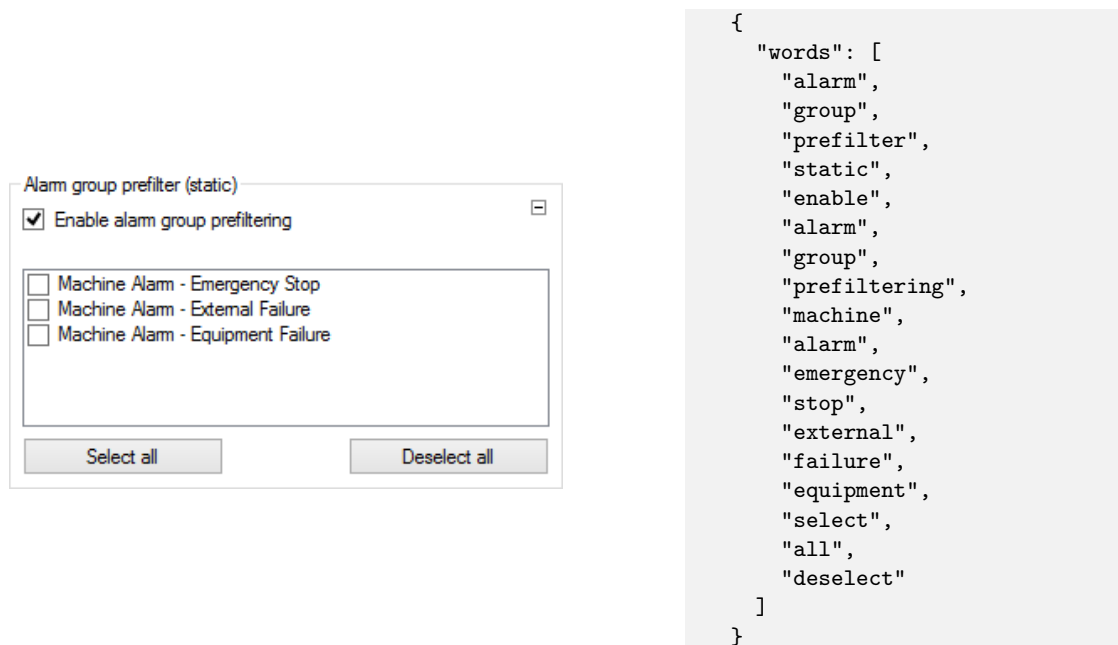 Alarm group prefilter (static)
Enable alarm group prefiltering
Machine Alarm - Emergency Stop
Machine Alarm - External Failure
Machine Alarm - Equipment Failure
Select all
Deselect all
{
"words": [
"alarm",
"group",
"prefilter",
"static",
"enable",
"alarm",
"group",
"prefiltering",
"machine",
"alarm",
"emergency",
"stop",
"external",
"failure",
"equipment",
"select",
"all",
"deselect"
]
}